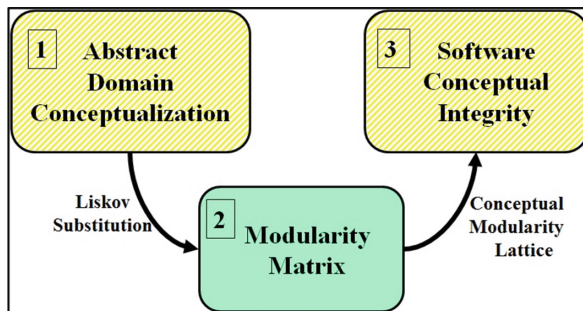 1
Abstract
Domain
Conceptualization
3
Software
Conceptual
Integrity
Liskov
Substitution
2
Modularity
Matrix
Conceptual
Modularity
Lattice